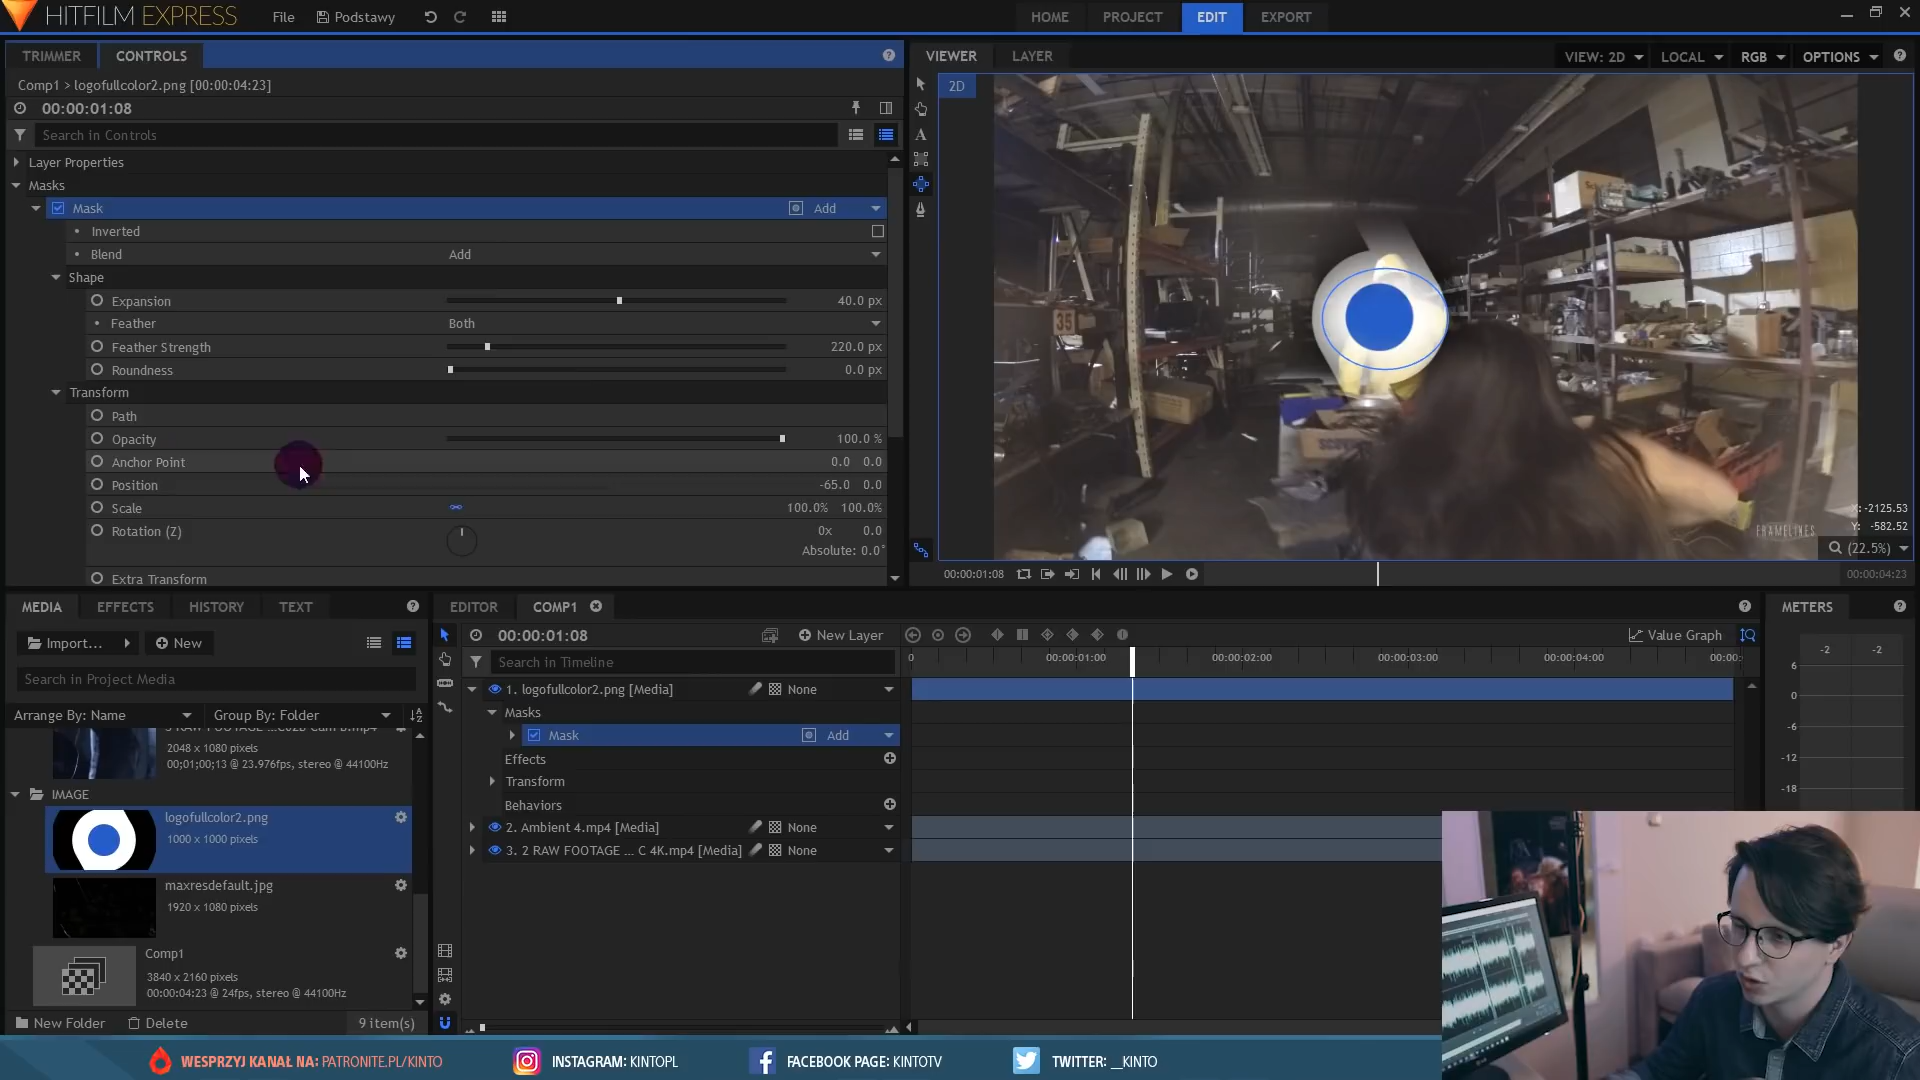 HITFILM EXPRESS
File
Podstawy
HOME
PROJECT
EDIT
EXPORT
TRIMMER
CONTROLS
Comp1 > logofullcolor2.png [00:00:04:23]
00:00:01:08
Search in Controls
Layer Properties
Masks
Mask
Add
Inverted
Blend
Add
Shape
Expansion
40.0 px
Feather
Both
Feather Strength
220.0 px
Roundness
0.0 px
Transform
Path
Opacity
100.0 %
Anchor Point
0.0 0.0
Position
-65.0 0.0
Scale
100.0% 100.0%
Rotation (Z)
0x 0.0
Absolute: 0.0°
Extra Transform
VIEWER
LAYER
VIEW: 2D
LOCAL
RGB
OPTIONS
2D
A
35
FRAMELINES
X: -2125.53
Y: -582.52
(22.5%)
00:00:01:08
00:00:04:23
MEDIA
EFFECTS
HISTORY
TEXT
Import...
New
Search in Project Media
Arrange By: Name
Group By: Folder
2048 x 1080 pixels
00;01;00;13 @ 23.976fps, stereo @ 44100Hz
IMAGE
logofullcolor2.png
1000 x 1000 pixels
maxresdefault.jpg
1920 x 1080 pixels
Comp1
3840 x 2160 pixels
00:00:04:23 @ 24fps, stereo @ 44100Hz
New Folder
Delete
9 item(s)
EDITOR
COMP1
00:00:01:08
New Layer
Value Graph
Search in Timeline
0
00:00:01:00
00:00:02:00
00:00:03:00
00:00:04:00
00:00:
1. logofullcolor2.png [Media]
None
Masks
Mask
Add
Effects
Transform
Behaviors
2. Ambient 4.mp4 [Media]
None
3. 2 RAW FOOTAGE ... C 4K.mp4 [Media]
None
METERS
-2 -2
6
0
-6
-12
-18
WESPRZYJ KANAŁ NA: PATRONITE.PL/KINTO
INSTAGRAM: KINTOPL
FACEBOOK PAGE: KINTOTV
TWITTER: __KINTO